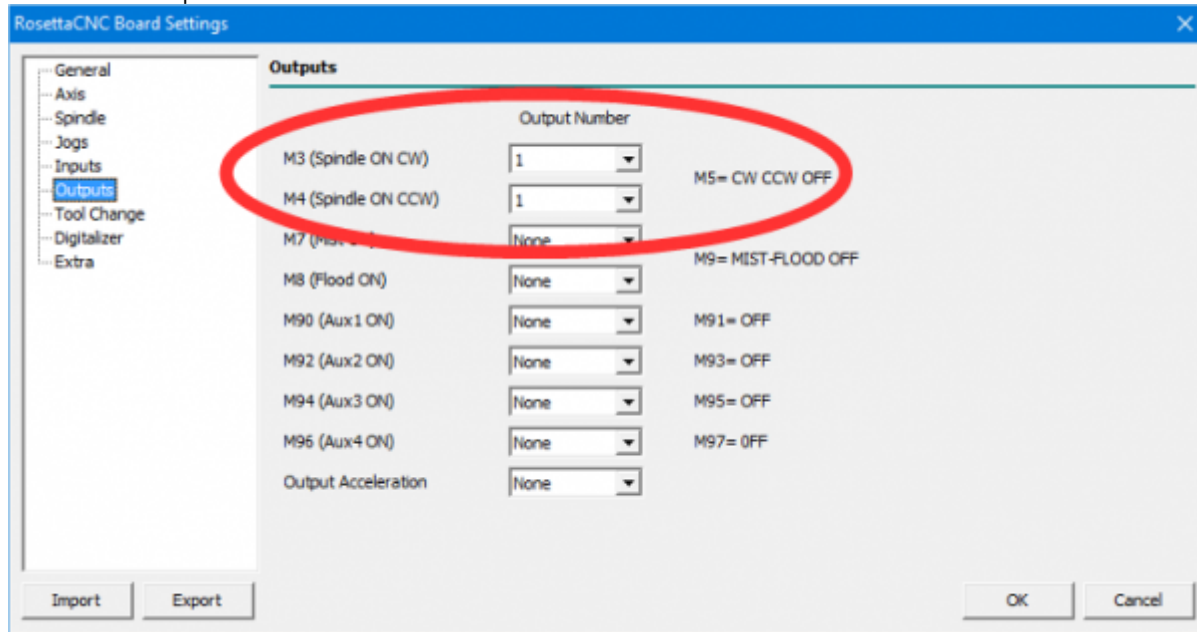 RosettaCNC Board Settings
General
Axis
Spindle
Jogs
Inputs
Outputs
Tool Change
Digitalizer
Extra
Import Export
Outputs
Output Number
M3 (Spindle ON CW) 1
M4 (Spindle ON CCW) 1
M5= CW CCW OFF
M7 None
M8 (Flood ON) None
M9= MIST-FLOOD OFF
M90 (Aux1 ON) None M91= OFF
M92 (Aux2 ON) None M93= OFF
M94 (Aux3 ON) None M95= OFF
M96 (Aux4 ON) None M97= 0FF
Output Acceleration None
OK Cancel